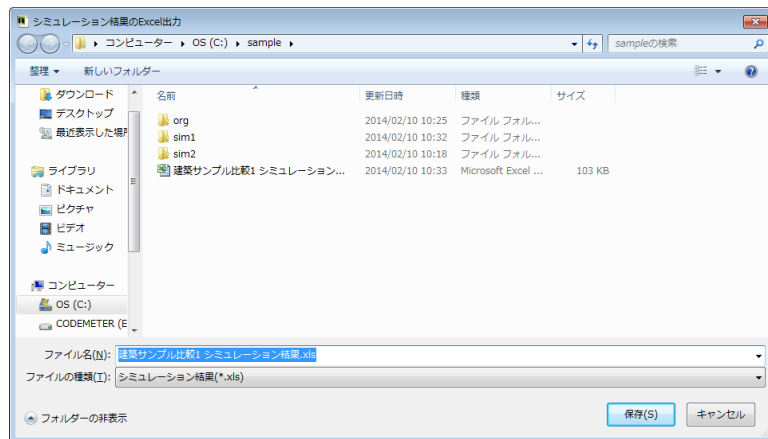 シミュレーション結果のExcel出力
コンピューター ▸ OS (C:) ▸ sample ▸
sampleの検索
整理 ▼ 新しいフォルダー
ダウンロード
デスクトップ
最近表示した場所
ライブラリ
ドキュメント
ピクチャ
ビデオ
ミュージック
コンピューター
OS (C:)
CODEMETER (E
名前 更新日時 種類 サイズ
org 2014/02/10 10:25 ファイル フォル...
sim1 2014/02/10 10:32 ファイル フォル...
sim2 2014/02/10 10:18 ファイル フォル...
建築サンプル比較1 シミュレーション... 2014/02/10 10:33 Microsoft Excel ... 103 KB
ファイル名(N): 建築サンプル比較1 シミュレーション結果.xls
ファイルの種類(T): シミュレーション結果(*.xls)
フォルダーの非表示
保存(S) キャンセル